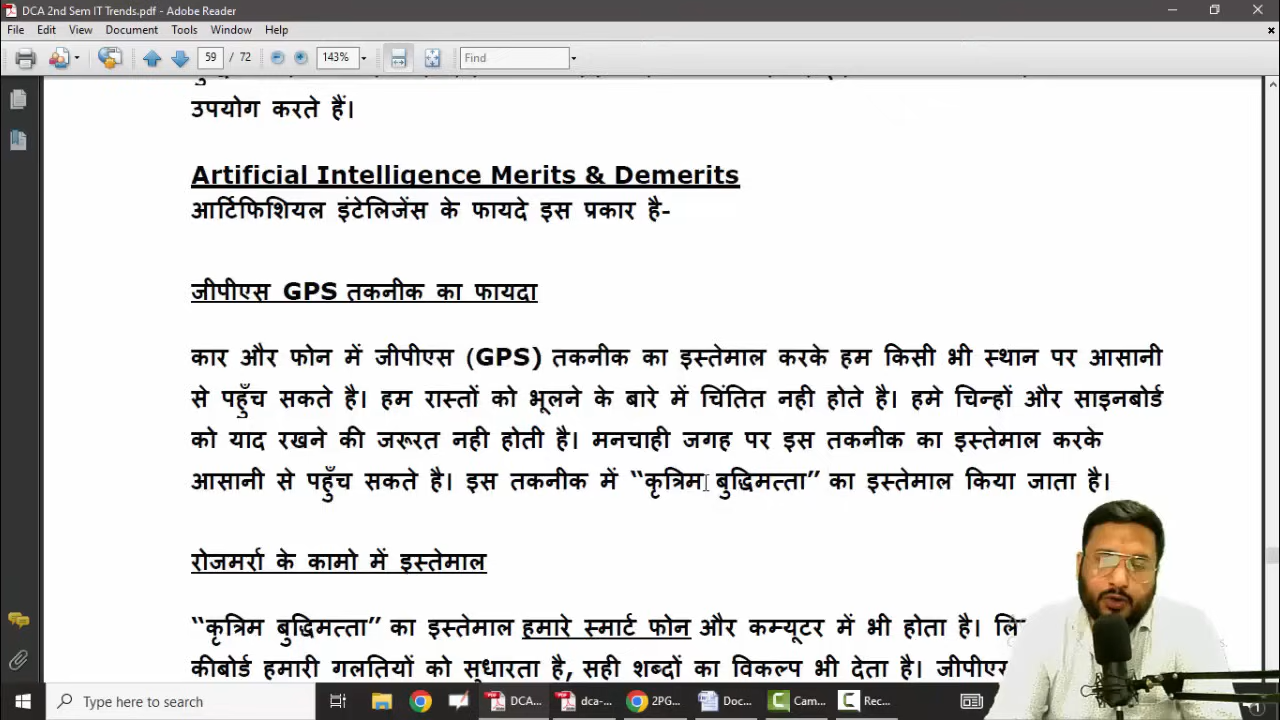 DCA 2nd Sem IT Trends.pdf - Adobe Reader
File Edit View Document Tools Window Help
59 / 72 143% Find
उपयोग करते हैं।
Artificial Intelligence Merits & Demerits
आर्टिफिशियल इंटेलिजेंस के फायदे इस प्रकार है-
जीपीएस GPS तकनीक का फायदा
कार और फोन में जीपीएस (GPS) तकनीक का इस्तेमाल करके हम किसी भी स्थान पर आसानी
से पहुँच सकते है। हम रास्तों को भूलने के बारे में चिंतित नही होते है। हमे चिन्हों और साइनबोर्ड
को याद रखने की जरूरत नही होती है। मनचाही जगह पर इस तकनीक का इस्तेमाल करके
आसानी से पहुँच सकते है। इस तकनीक में “कृत्रिम बुद्धिमत्ता” का इस्तेमाल किया जाता है।
रोजमर्रा के कामो में इस्तेमाल
“कृत्रिम बुद्धिमत्ता” का इस्तेमाल हमारे स्मार्ट फोन और कम्यूटर में भी होता है।
कीबोर्ड हमारी गलतियों को सुधारता है, सही शब्दों का विकल्प भी देता है।
Type here to search DCA... dca-... 2PG... Doc... Cam... Rec...